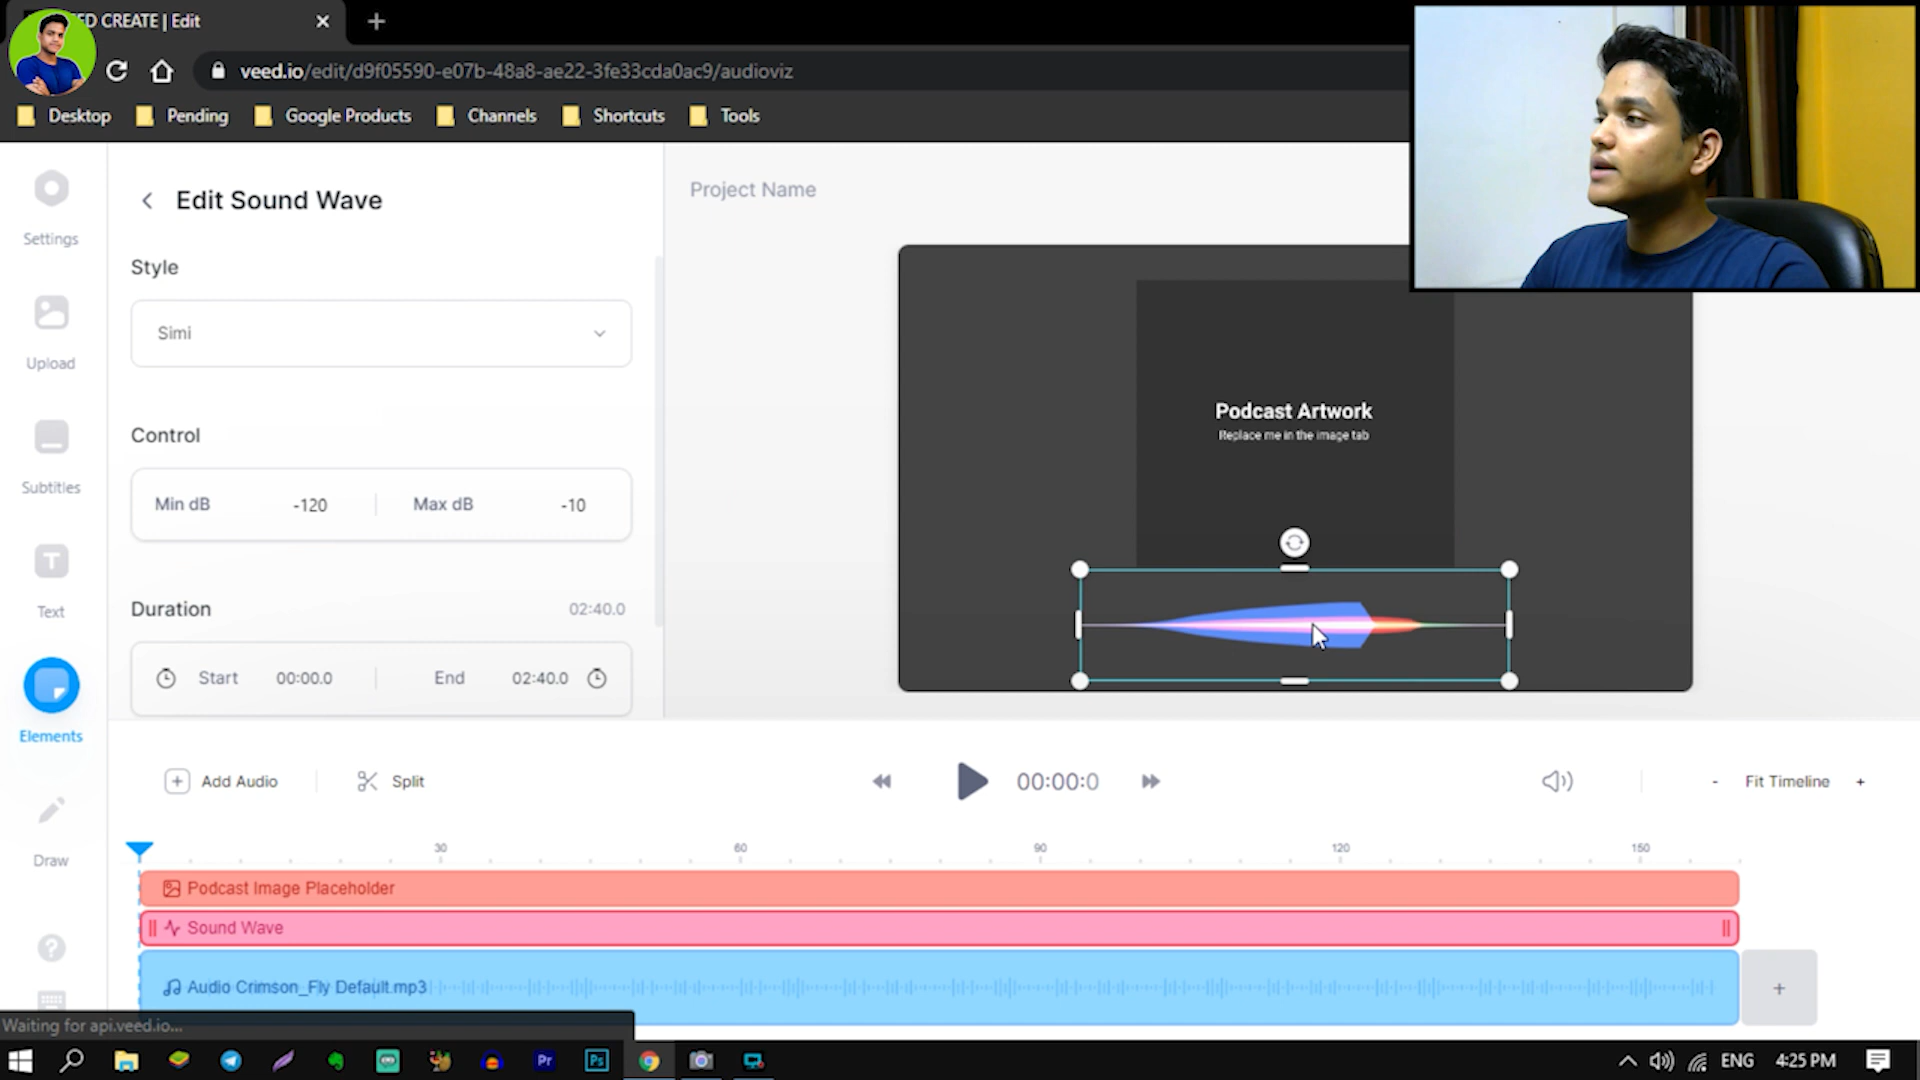 ED CREATE | Edit
veed.io/edit/d9f05590-e07b-48a8-ae22-3fe33cda0ac9/audioviz
Desktop
Pending
Google Products
Channels
Shortcuts
Tools
Settings
Upload
Subtitles
Text
Elements
Draw
Edit Sound Wave
Style
Simi
Control
Min dB -120 Max dB -10
Duration 02:40.0
Start 00:00.0 End 02:40.0
Project Name
Podcast Artwork
Replace me in the image tab
Add Audio
Split
00:00:0
- Fit Timeline +
30 60 90 120 150
Podcast Image Placeholder
Sound Wave
Audio Crimson_Fly Default.mp3
+
Waiting for api.veed.io...
Pr
Ps
ENG
4:25 PM